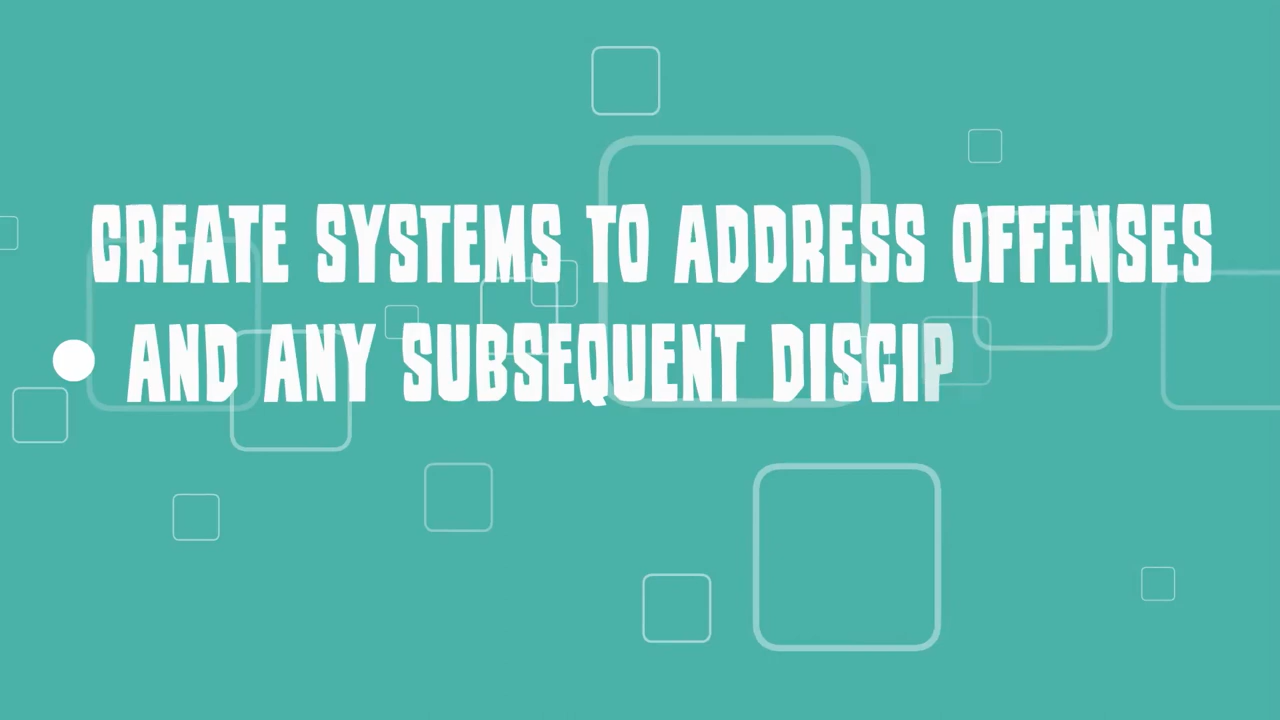 CREATE SYSTEMS TO ADDRESS OFFENSES
AND ANY SUBSEQUENT DISCIP